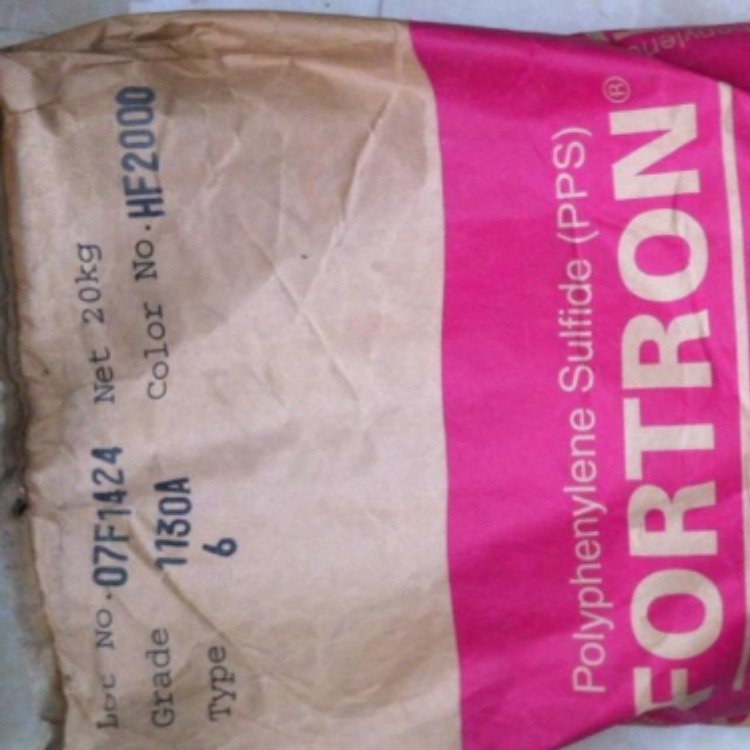 Polyphenylene Sulfide (PPS)
FORTRON®
Lot No. 07F1424 Net 20kg
Grade 1130A Color No. HF2000
Type 6